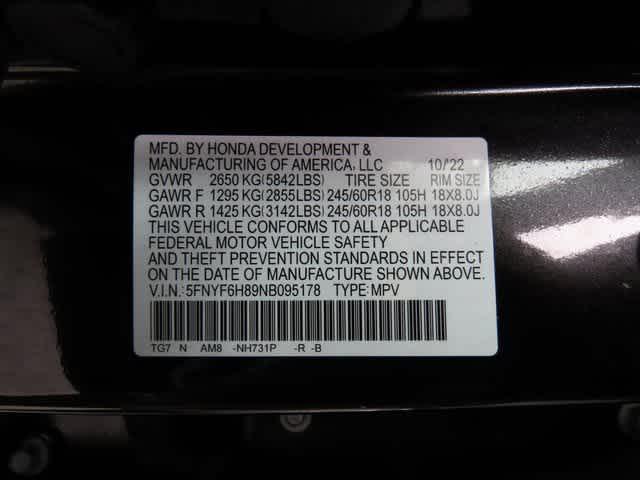 MFD. BY HONDA DEVELOPMENT &
MANUFACTURING OF AMERICA, LLC 10/22
GVWR 2650 KG(5842LBS) TIRE SIZE RIM SIZE
GAWR F 1295 KG(2855LBS) 245/60R18 105H 18X8.0J
GAWR R 1425 KG(3142LBS) 245/60R18 105H 18X8.0J
THIS VEHICLE CONFORMS TO ALL APPLICABLE
FEDERAL MOTOR VEHICLE SAFETY
AND THEFT PREVENTION STANDARDS IN EFFECT
ON THE DATE OF MANUFACTURE SHOWN ABOVE.
V.I.N.: 5FNYF6H89NB095178 TYPE: MPV
TG7 N AM8 -NH731P -R -B